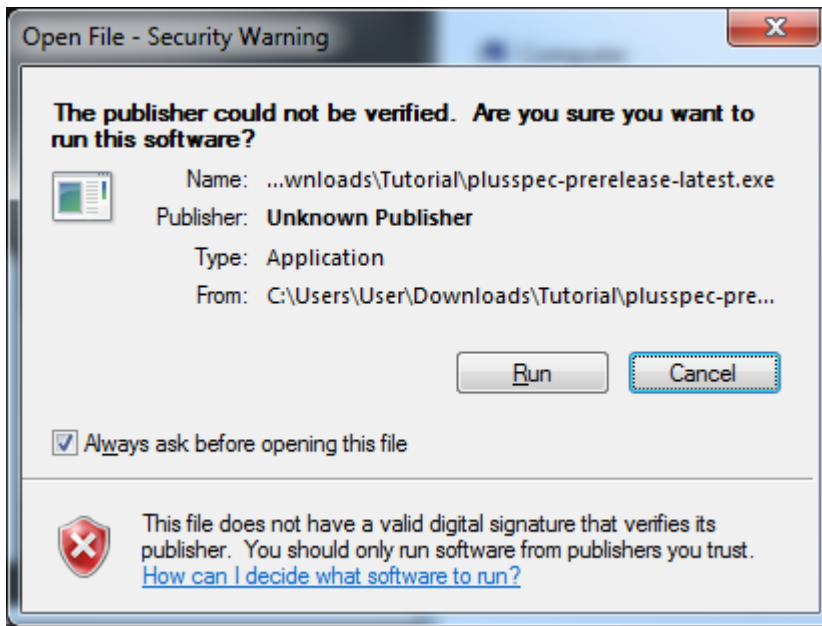 Open File - Security Warning
Computer
The publisher could not be verified. Are you sure you want to
run this software?
Name: ...wnloads\Tutorial\plusspec-prerelease-latest.exe
Publisher: Unknown Publisher
Type: Application
From: C:\Users\User\Downloads\Tutorial\plusspec-pre...
Run Cancel
Always ask before opening this file
This file does not have a valid digital signature that verifies its
publisher. You should only run software from publishers you trust.
How can I decide what software to run?